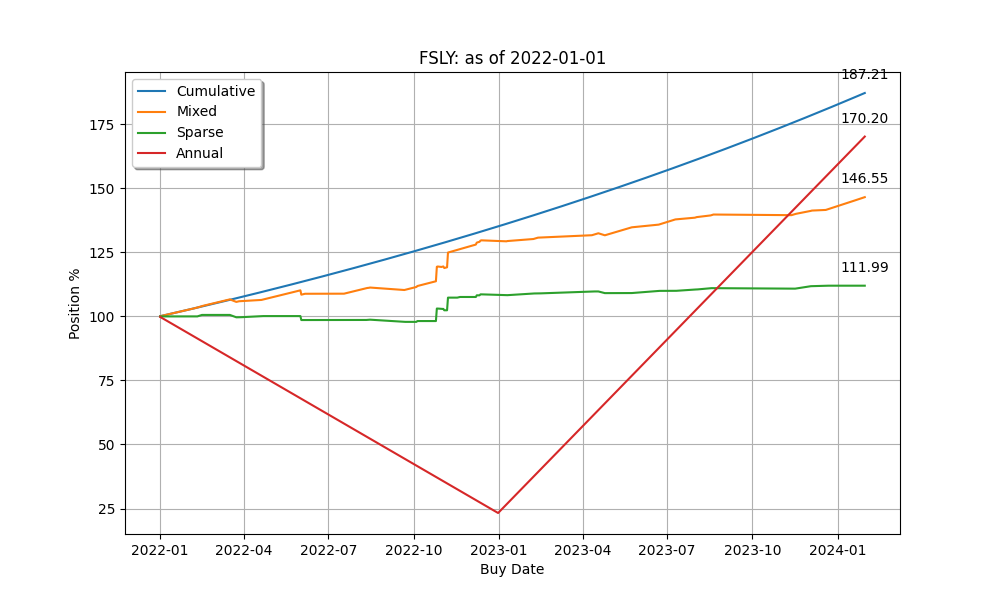 FSLY: as of 2022-01-01
187.21
170.20
146.55
111.99
Cumulative
Mixed
Sparse
Annual
175
150
125
100
75
50
25
Position %
2022-01 2022-04 2022-07 2022-10 2023-01 2023-04 2023-07 2023-10 2024-01
Buy Date